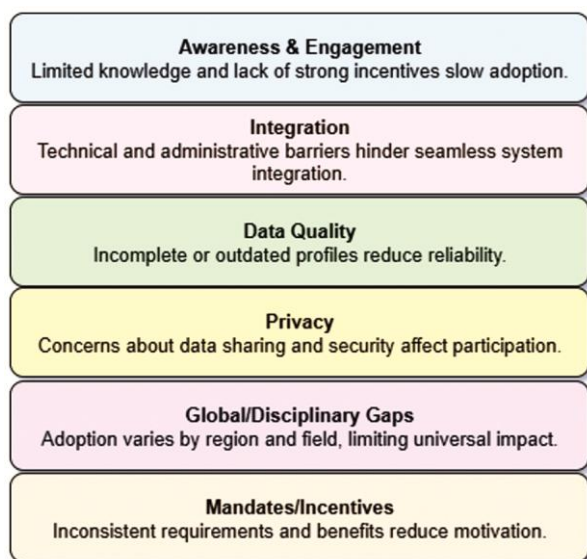 Awareness & Engagement
Limited knowledge and lack of strong incentives slow adoption.
Integration
Technical and administrative barriers hinder seamless system
integration.
Data Quality
Incomplete or outdated profiles reduce reliability.
Privacy
Concerns about data sharing and security affect participation.
Global/Disciplinary Gaps
Adoption varies by region and field, limiting universal impact.
Mandates/Incentives
Inconsistent requirements and benefits reduce motivation.